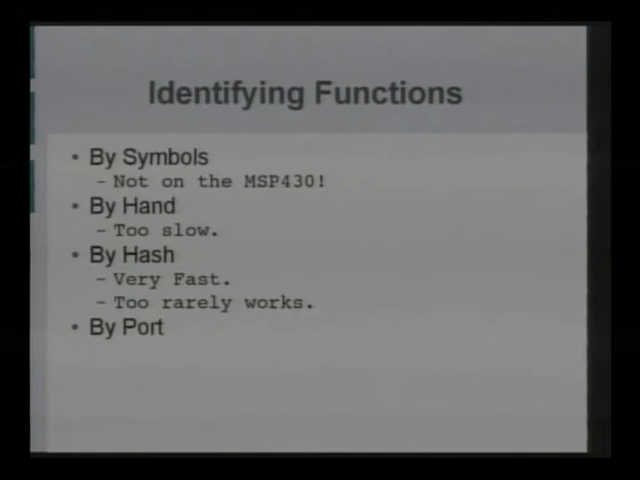 Identifying Functions
• By Symbols
– Not on the MSP430!
• By Hand
– Too slow.
• By Hash
– Very Fast.
– Too rarely works.
• By Port